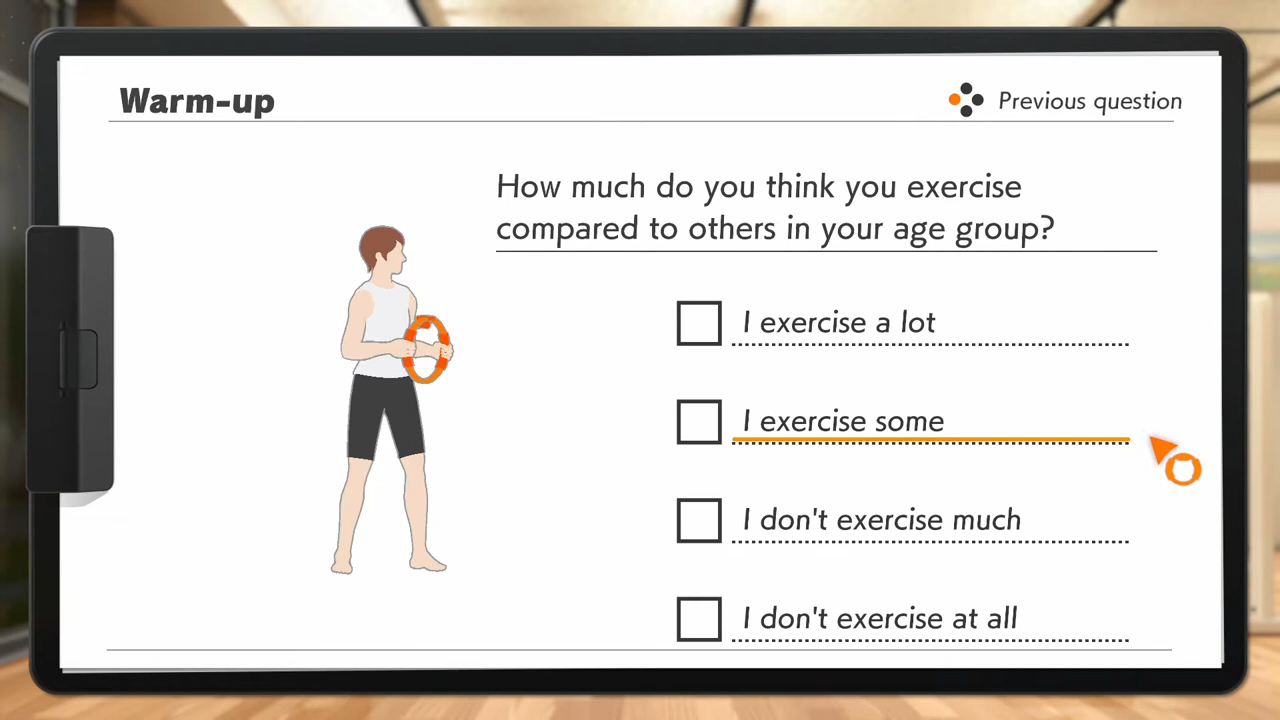 Warm-up
Previous question
How much do you think you exercise
compared to others in your age group?
I exercise a lot
I exercise some
I don't exercise much
I don't exercise at all